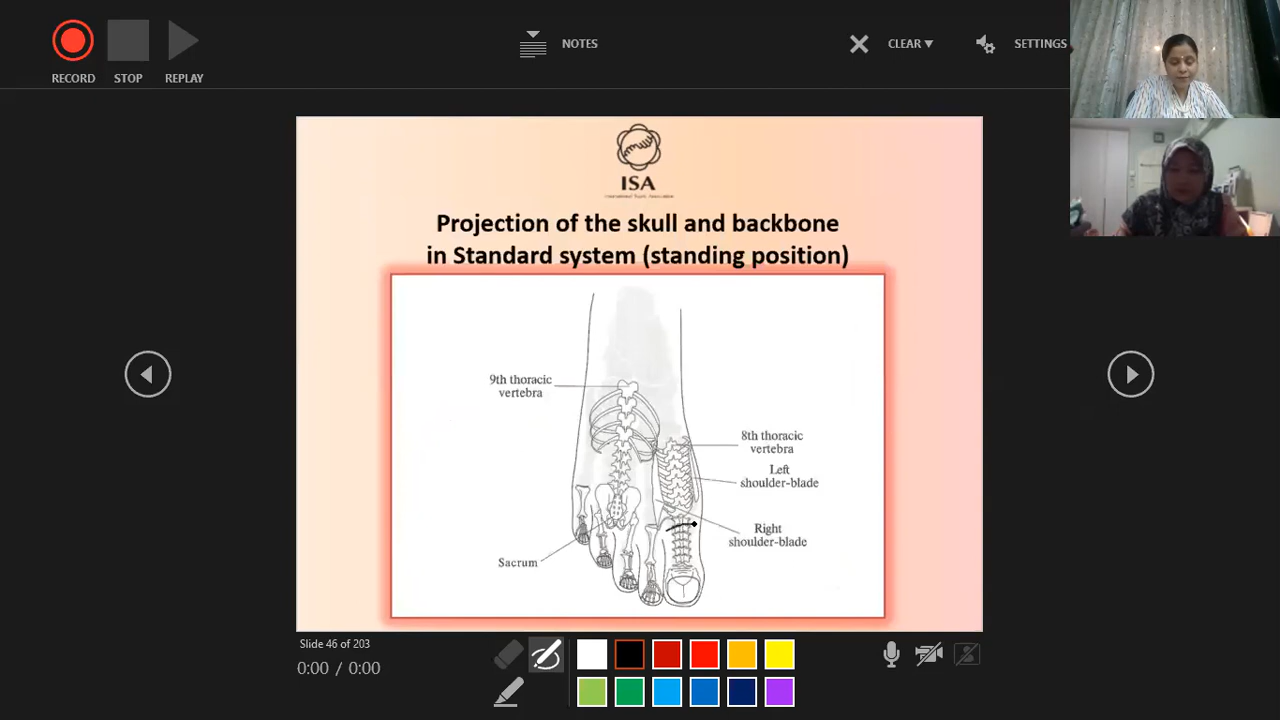 RECORD
STOP
REPLAY
NOTES
CLEAR
SETTINGS
ISA
Projection of the skull and backbone
in Standard system (standing position)
9th thoracic
vertebra
8th thoracic
vertebra
Left
shoulder-blade
Right
shoulder-blade
Sacrum
Slide 46 of 203
0:00 / 0:00